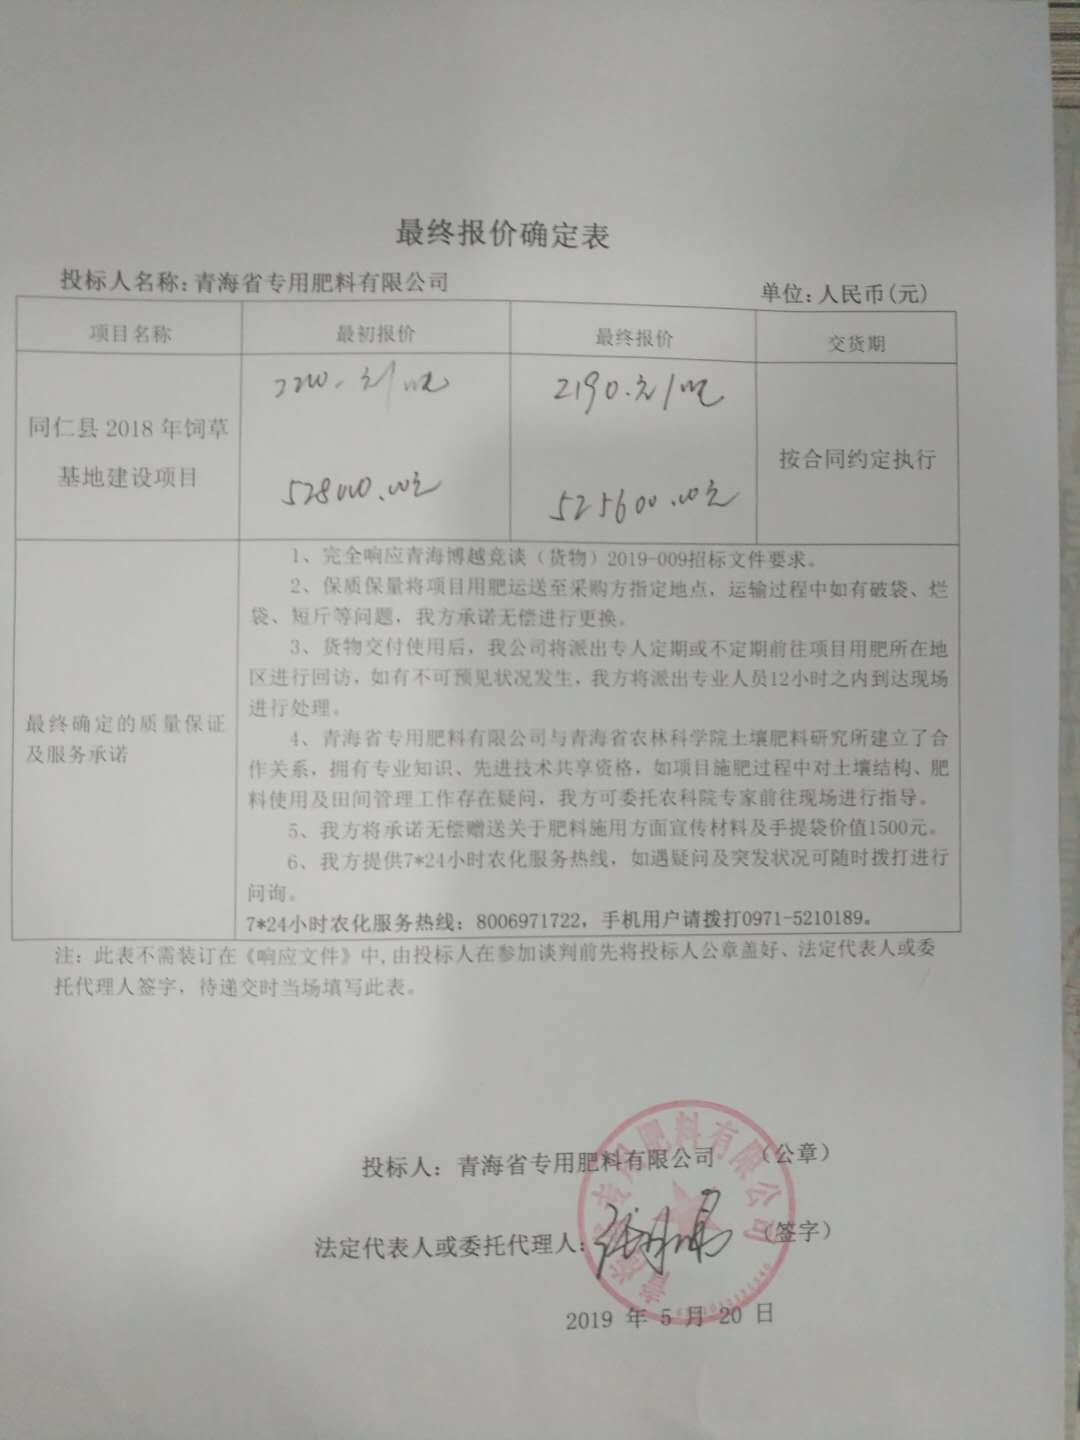 最终报价确定表
投标人名称：青海省专用肥料有限公司
单位：人民币(元)
项目名称 最初报价 最终报价 交货期
2200.元/吨 2190.元/吨
同仁县 2018 年饲草
基地建设项目
按合同约定执行
528000.00元 525600.00元
最终确定的质量保证
及服务承诺
1、完全响应青海博越竞谈（货物）2019-009招标文件要求。
2、保质保量将项目用肥运送至采购方指定地点，运输过程中如有破袋、烂
袋、短斤等问题，我方承诺无偿进行更换。
3、货物交付使用后，我公司将派出专人定期或不定期前往项目用肥所在地
区进行回访，如有不可预见状况发生，我方将派出专业人员12小时之内到达现场
进行处理。
4、青海省专用肥料有限公司与青海省农林科学院土壤肥料研究所建立了合
作关系，拥有专业知识、先进技术共享资格，如项目施肥过程中对土壤结构、肥
料使用及田间管理工作存在疑问，我方可委托农科院专家前往现场进行指导。
5、我方将承诺无偿赠送关于肥料施用方面宣传材料及手提袋价值1500元。
6、我方提供7*24小时农化服务热线，如遇疑问及突发状况可随时拨打进行
问询。
7*24小时农化服务热线：8006971722，手机用户请拨打0971-5210189。
注：此表不需装订在《响应文件》中,由投标人在参加谈判前先将投标人公章盖好、法定代表人或委
托代理人签字，待递交时当场填写此表。
投标人：青海省专用肥料有限公司 （公章）
法定代表人或委托代理人： （签字）
2019 年 5 月 20 日
青海省专用肥料有限公司